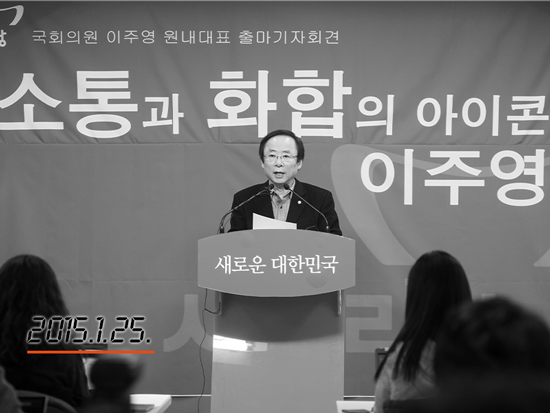 당
국회의원 이주영 원내대표 출마기자회견
소통과 화합의 아이콘
이주영
새로운 대한민국
2015.1.25.